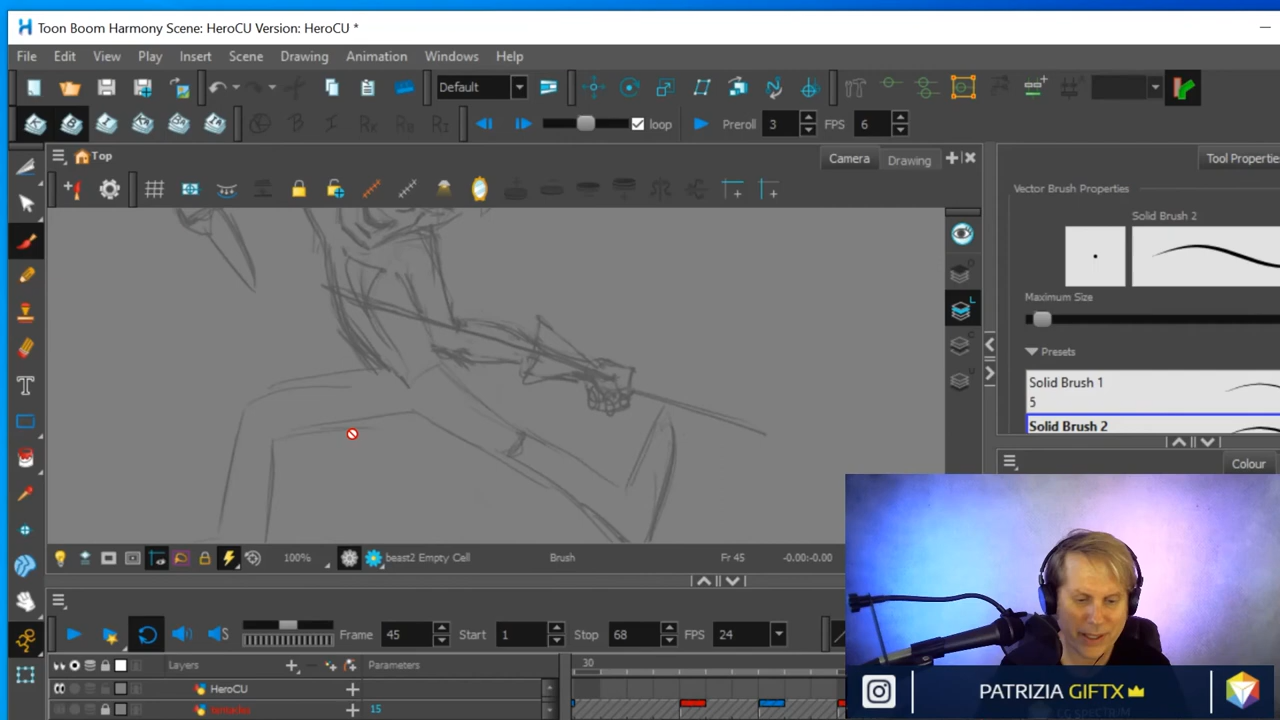 Toon Boom Harmony Scene: HeroCU Version: HeroCU *
File Edit View Play Insert Scene Drawing Animation Windows Help
Default
loop Preroll 3 FPS 6
Top Camera Drawing Tool Propertie
Vector Brush Properties
Solid Brush 2
Maximum Size
Presets
Solid Brush 1
5
Solid Brush 2
Colour
100% beast2 Empty Cell Brush Fr 45 -0.00:-0.00
Frame 45 Start 1 Stop 68 FPS 24
Layers Parameters 30
HeroCU
15
PATRIZIA GIFTX